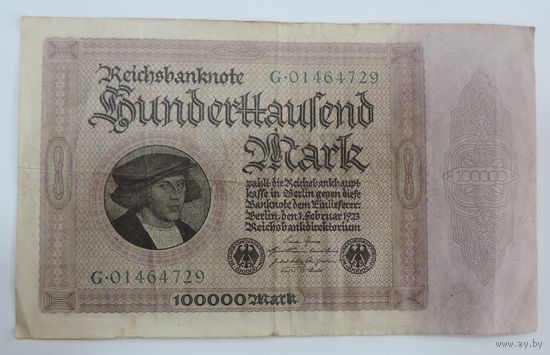 Reichsbanknote G·01464729
Hunderttausend
Mark
100000
zahlt die Reichsbankhaupt
kasse in Berlin gegen diese
Banknote dem Einlieferer
Berlin, den 1. Februar 1923
Reichsbankdirektorium
G·01464729
100000 Mark
www.ay.by